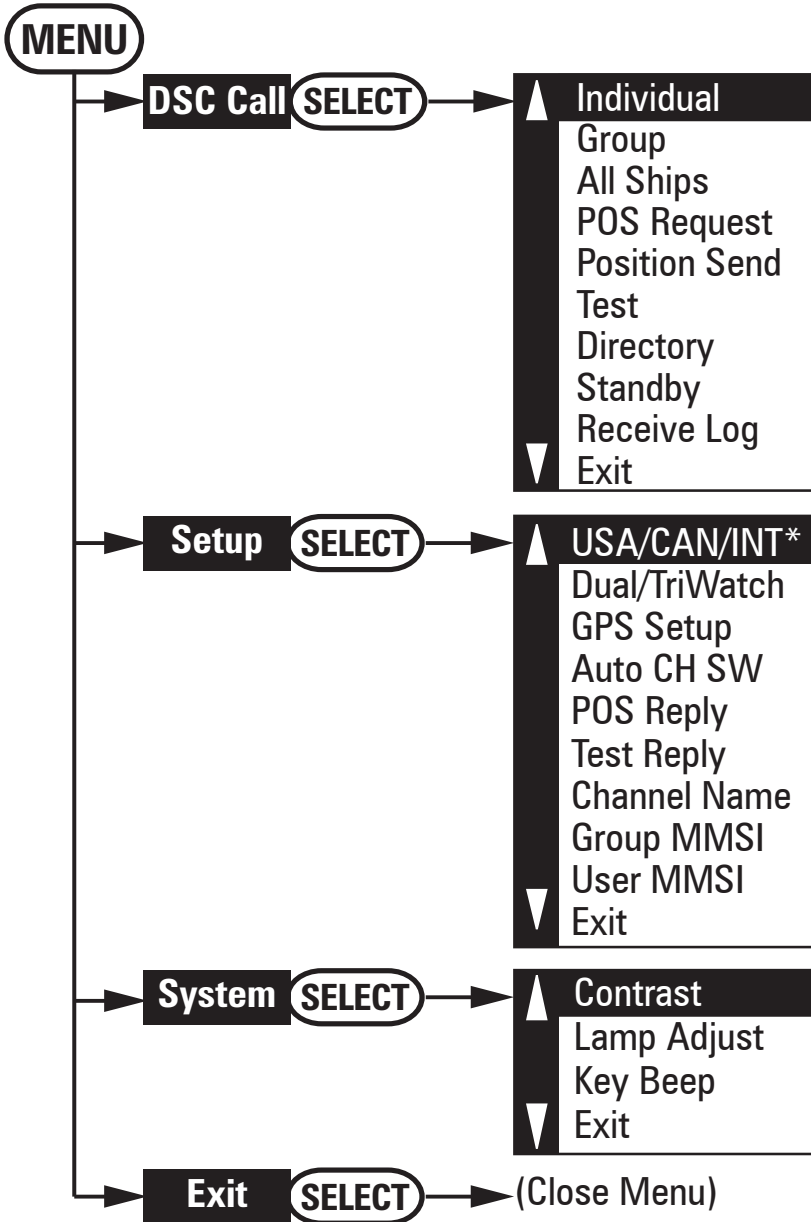 MENU
DSC Call SELECT Individual
Group
All Ships
POS Request
Position Send
Test
Directory
Standby
Receive Log
Exit
Setup SELECT USA/CAN/INT*
Dual/TriWatch
GPS Setup
Auto CH SW
POS Reply
Test Reply
Channel Name
Group MMSI
User MMSI
Exit
System SELECT Contrast
Lamp Adjust
Key Beep
Exit
Exit SELECT (Close Menu)